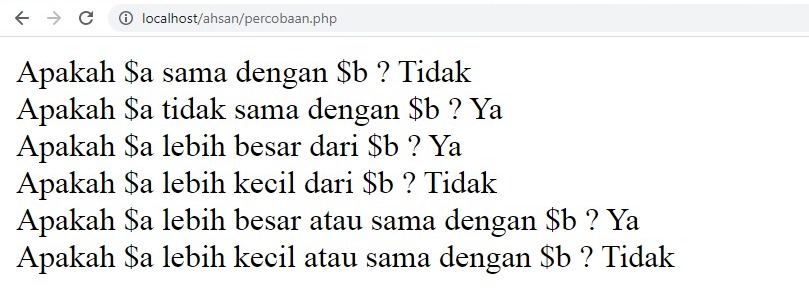 localhost/ahsan/percobaan.php
Apakah $a sama dengan $b ? Tidak
Apakah $a tidak sama dengan $b ? Ya
Apakah $a lebih besar dari $b ? Ya
Apakah $a lebih kecil dari $b ? Tidak
Apakah $a lebih besar atau sama dengan $b ? Ya
Apakah $a lebih kecil atau sama dengan $b ? Tidak